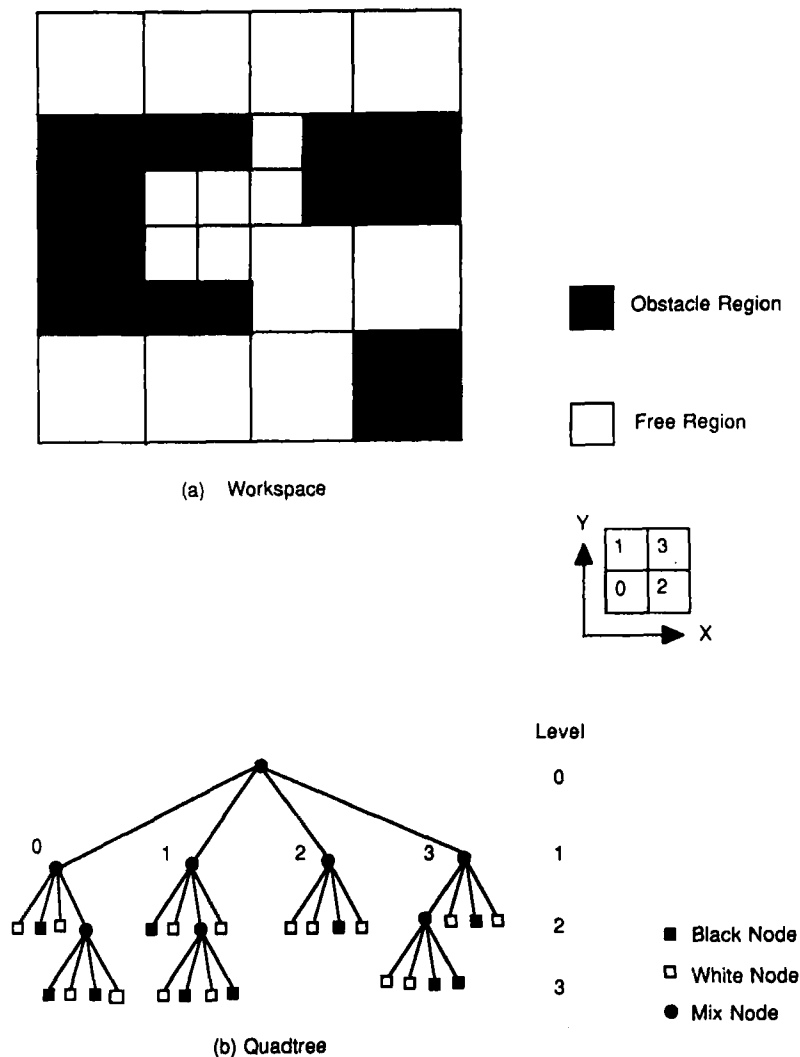 Obstacle Region
Free Region
(a) Workspace
Y
1 3
0 2
X
Level
0
0 1 2 3 1
2
Black Node
White Node
3
Mix Node
(b) Quadtree